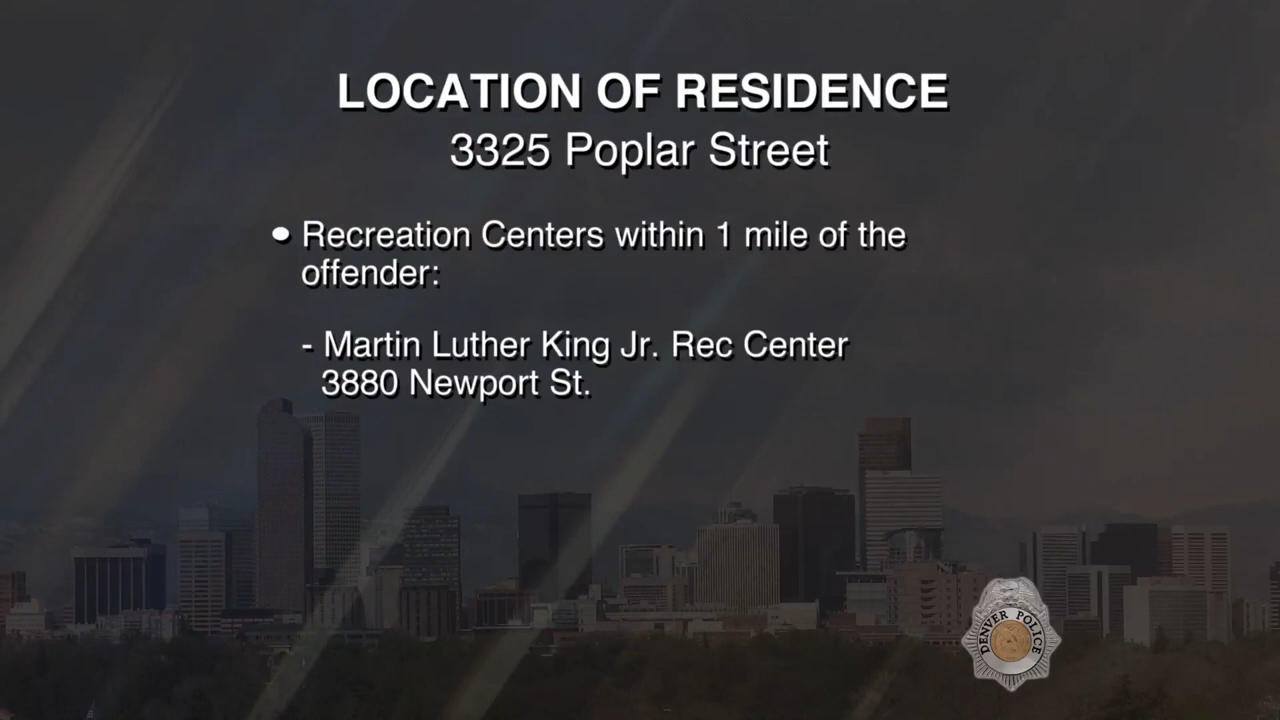 LOCATION OF RESIDENCE
3325 Poplar Street
• Recreation Centers within 1 mile of the
offender:
- Martin Luther King Jr. Rec Center
3880 Newport St.
DENVER POLICE